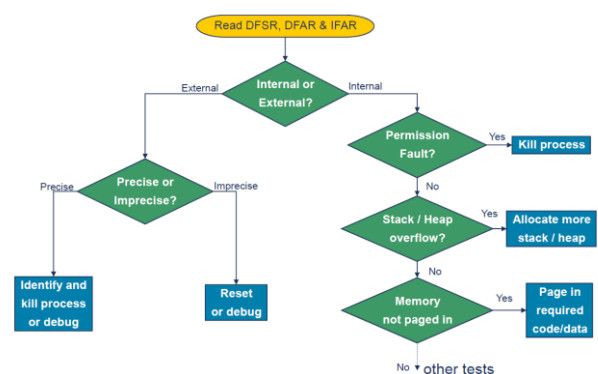 Read DFSR, DFAR & IFAR
Internal or
External?
External
Internal
Permission
Fault?
Yes
Kill process
No
Precise or
Imprecise?
Precise
Imprecise
Stack / Heap
overflow?
Yes
Allocate more
stack / heap
No
Identify and
kill process
or debug
Reset
or debug
Memory
not paged in
Yes
Page in
required
code/data
No
other tests